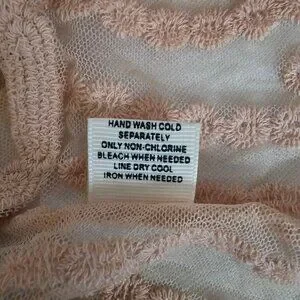 HAND WASH COLD
SEPARATELY
ONLY NON-CHLORINE
BLEACH WHEN NEEDED
LINE DRY COOL
IRON WHEN NEEDED